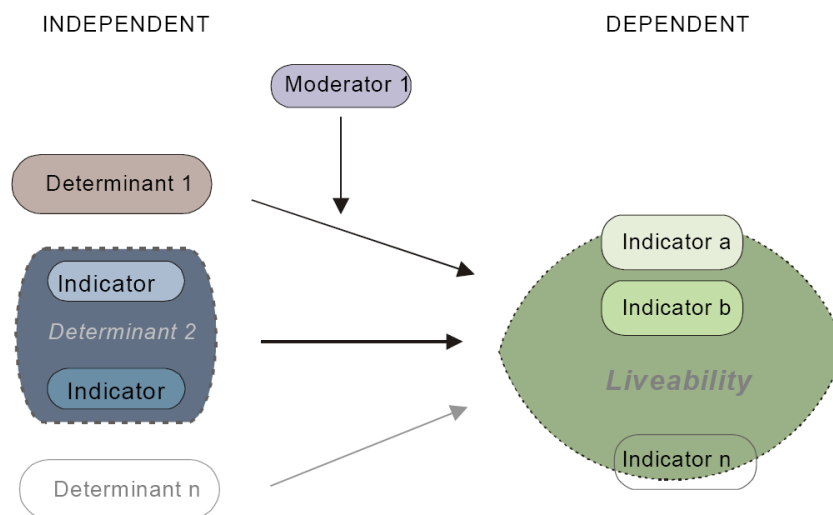 INDEPENDENT
DEPENDENT
Moderator 1
Determinant 1
Indicator
Determinant 2
Indicator
Determinant n
Indicator a
Indicator b
Liveability
Indicator n